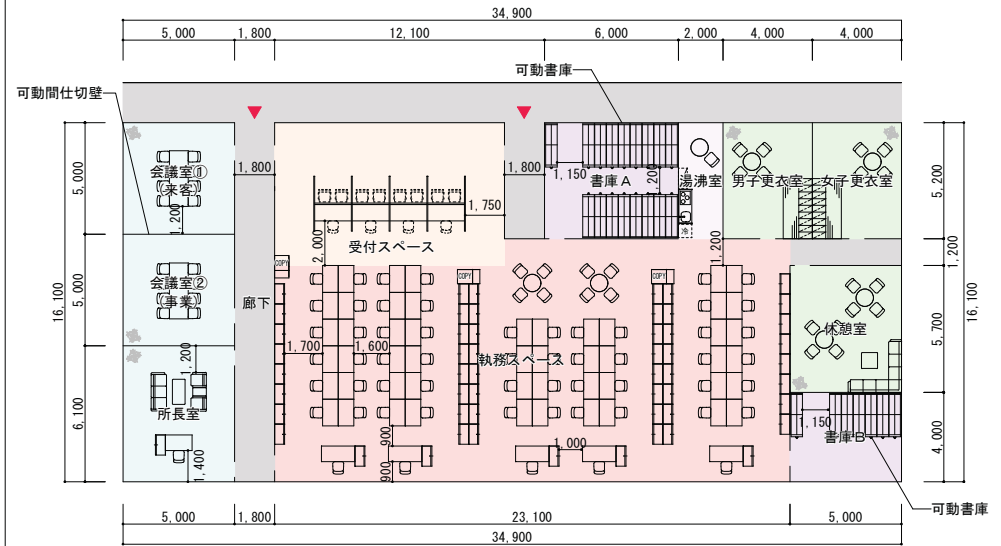 34,900
5,000
1,800
12,100
6,000
2,000
4,000
4,000
可動書庫
可動間仕切壁
16,100
5,000
5,000
6,100
会議室①
(来客)
1,200
1,800
1,800
1,150
書庫A
1,200
湯沸室
冷
男子更衣室
女子更衣室
5,200
1,200
5,700
4,000
16,100
1,750
2,000
受付スペース
1,200
COPY
COPY
COPY
会議室②
(事業)
廊下
1,700
1,600
執務スペース
休憩室
1,200
所長室
1,400
900
900
1,000
1,150
書庫B
可動書庫
5,000
1,800
23,100
5,000
34,900